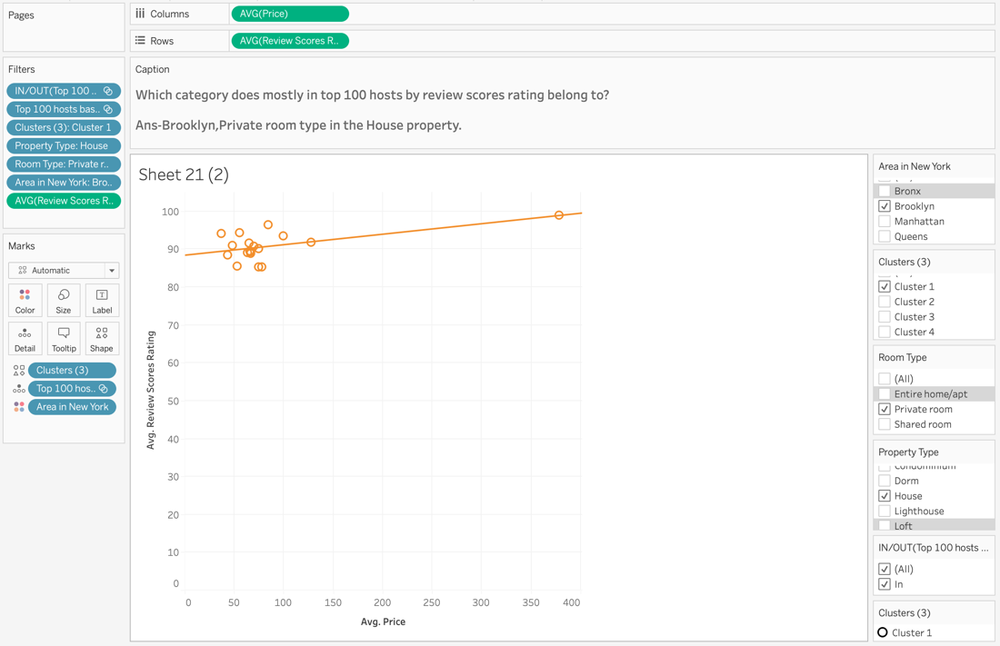 Pages
Columns
AVG(Price)
Rows
AVG(Review Scores R..
Filters
IN/OUT(Top 100 ..
Top 100 hosts bas..
Clusters (3): Cluster 1
Property Type: House
Room Type: Private r..
Area in New York: Bro..
AVG(Review Scores R..
Marks
Automatic
Color
Size
Label
Detail
Tooltip
Shape
Clusters (3)
Top 100 hos..
Area in New York
Caption
Which category does mostly in top 100 hosts by review scores rating belong to?
Ans-Brooklyn,Private room type in the House property.
Sheet 21 (2)
Avg. Review Scores Rating
100
90
80
70
60
50
40
30
20
10
0
0
50
100
150
200
250
300
350
400
Avg. Price
Area in New York
Bronx
Brooklyn
Manhattan
Queens
Clusters (3)
Cluster 1
Cluster 2
Cluster 3
Cluster 4
Room Type
(All)
Entire home/apt
Private room
Shared room
Property Type
Condominium
Dorm
House
Lighthouse
Loft
IN/OUT(Top 100 hosts ...
(All)
In
Clusters (3)
Cluster 1